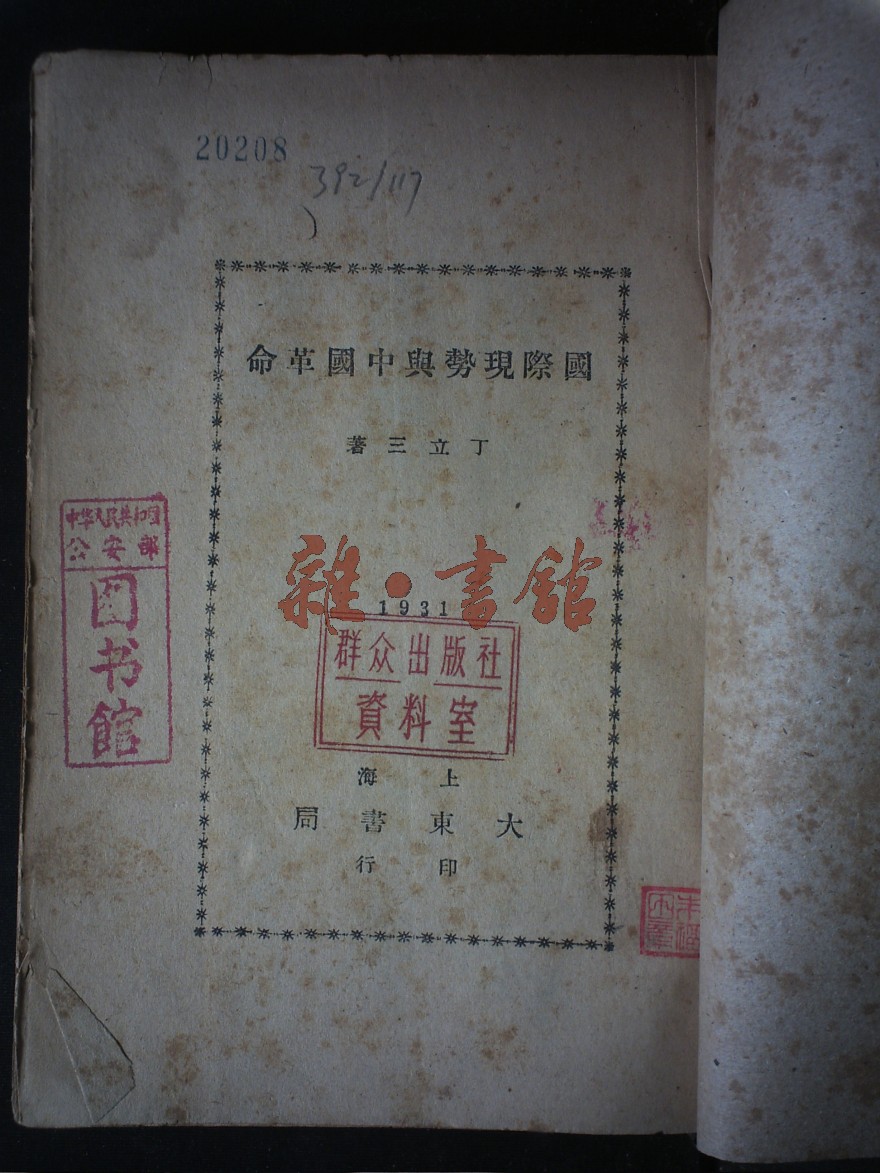 20208
392/117
國際現勢與中國革命
丁立三著
雜·書館
1931
中华人民共和国
公安部
图书馆
群众出版社
資料室
上海
大東書局
印行